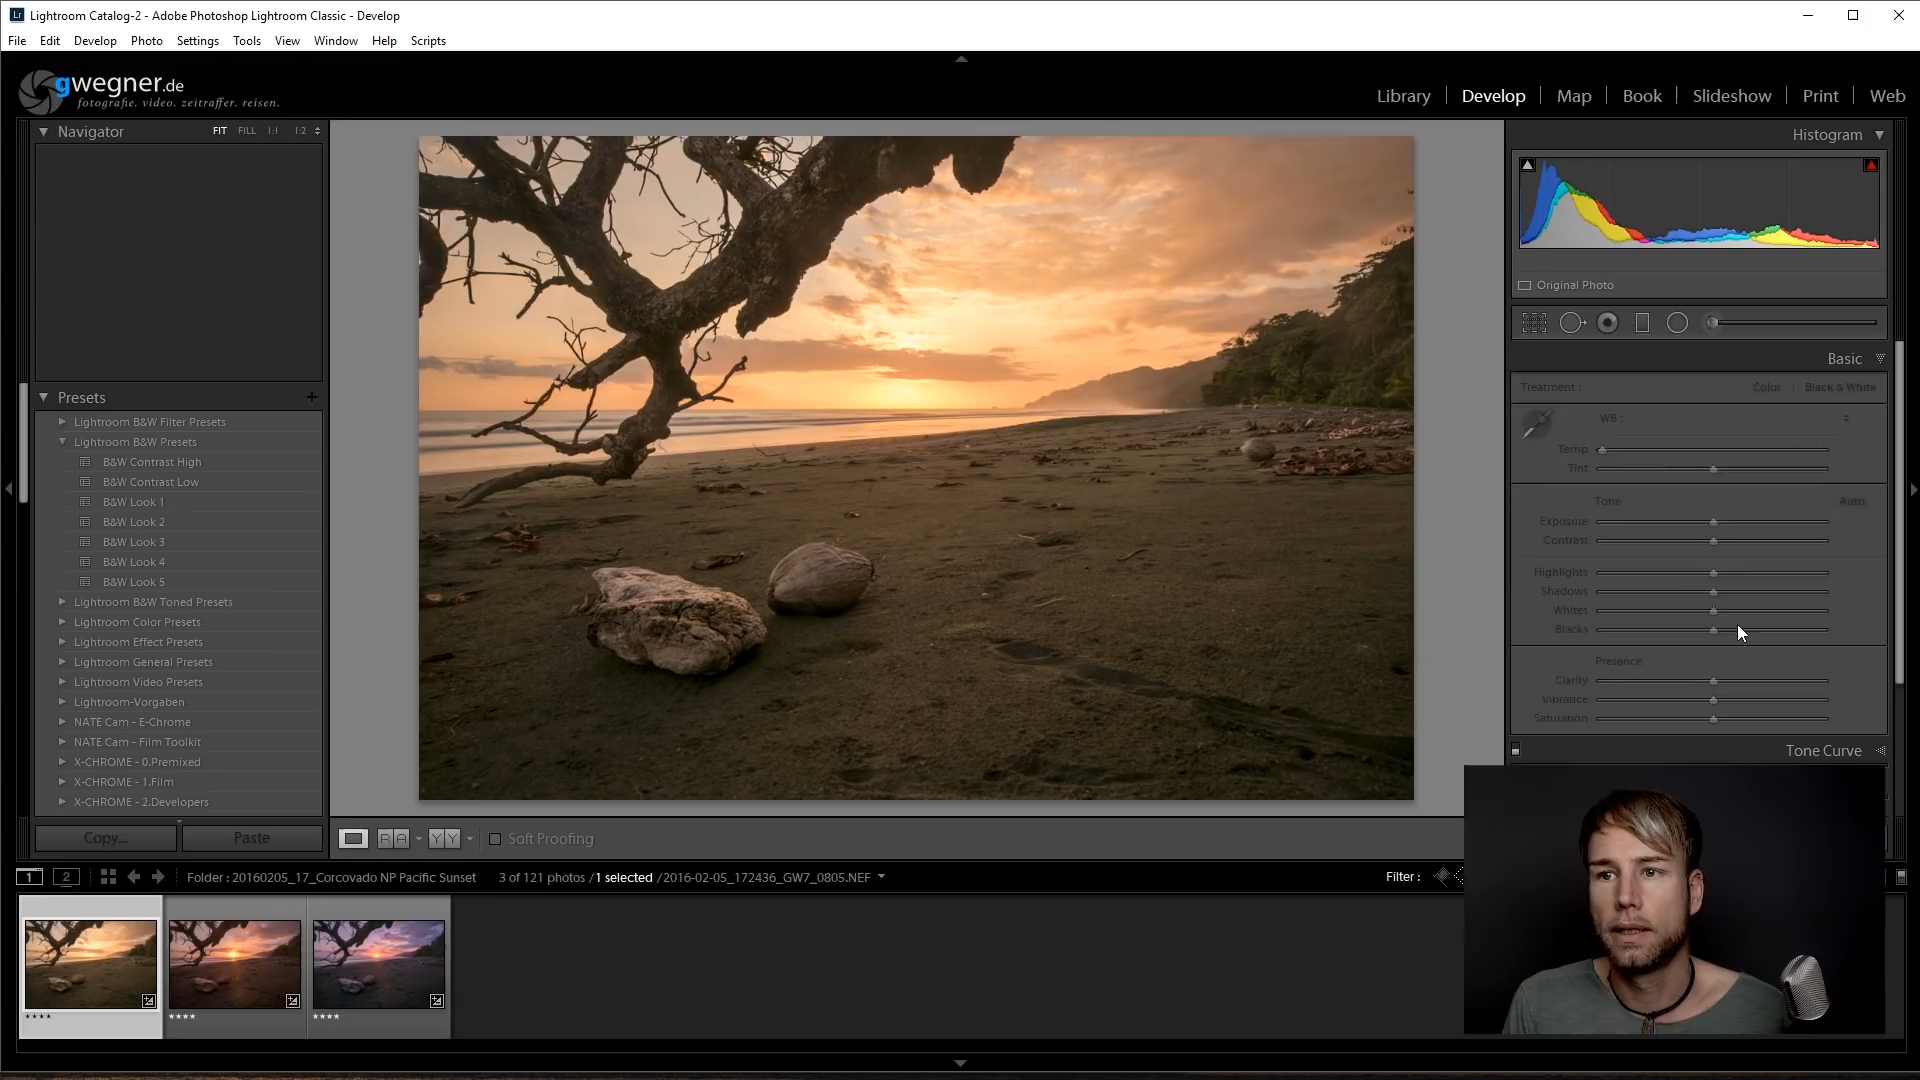 Lr Lightroom Catalog-2 - Adobe Photoshop Lightroom Classic - Develop
File Edit Develop Photo Settings Tools View Window Help Scripts
gwegner.de
fotografie. video. zeitraffer. reisen.
Library Develop Map Book Slideshow Print Web
Navigator FIT FILL 1:1 1:2
Presets +
Lightroom B&W Filter Presets
Lightroom B&W Presets
B&W Contrast High
B&W Contrast Low
B&W Look 1
B&W Look 2
B&W Look 3
B&W Look 4
B&W Look 5
Lightroom B&W Toned Presets
Lightroom Color Presets
Lightroom Effect Presets
Lightroom General Presets
Lightroom Video Presets
Lightroom-Vorgaben
NATE Cam - E-Chrome
NATE Cam - Film Toolkit
X-CHROME - 0.Premixed
X-CHROME - 1.Film
X-CHROME - 2.Developers
Copy... Paste
Histogram
Original Photo
Basic
Treatment : Color Black & White
WB :
Temp
Tint
Tone Auto
Exposure
Contrast
Highlights
Shadows
Whites
Blacks
Presence
Clarity
Vibrance
Saturation
Tone Curve
R A Y Y Soft Proofing
1 2 Folder : 20160205_17_Corcovado NP Pacific Sunset 3 of 121 photos /1 selected /2016-02-05_172436_GW7_0805.NEF Filter :